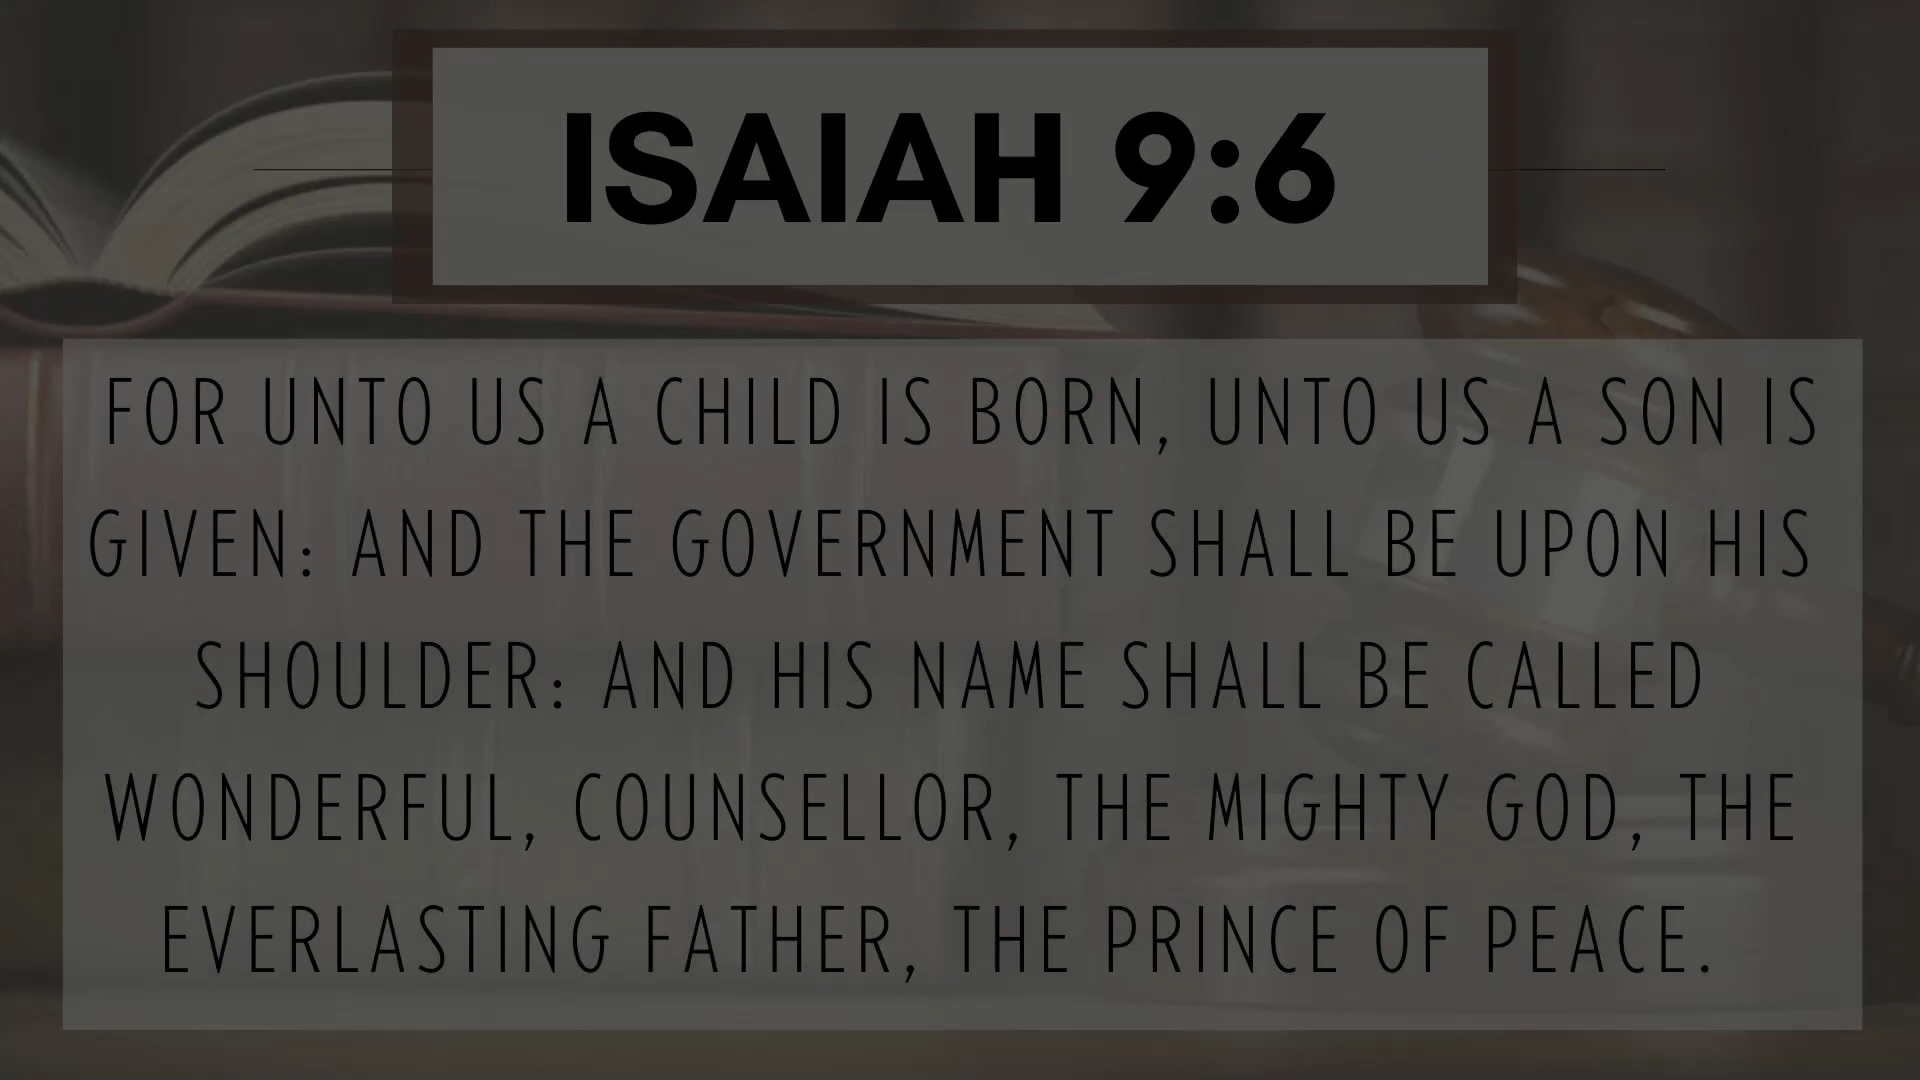 ISAIAH 9:6
FOR UNTO US A CHILD IS BORN, UNTO US A SON IS
GIVEN: AND THE GOVERNMENT SHALL BE UPON HIS
SHOULDER: AND HIS NAME SHALL BE CALLED
WONDERFUL, COUNSELLOR, THE MIGHTY GOD, THE
EVERLASTING FATHER, THE PRINCE OF PEACE.